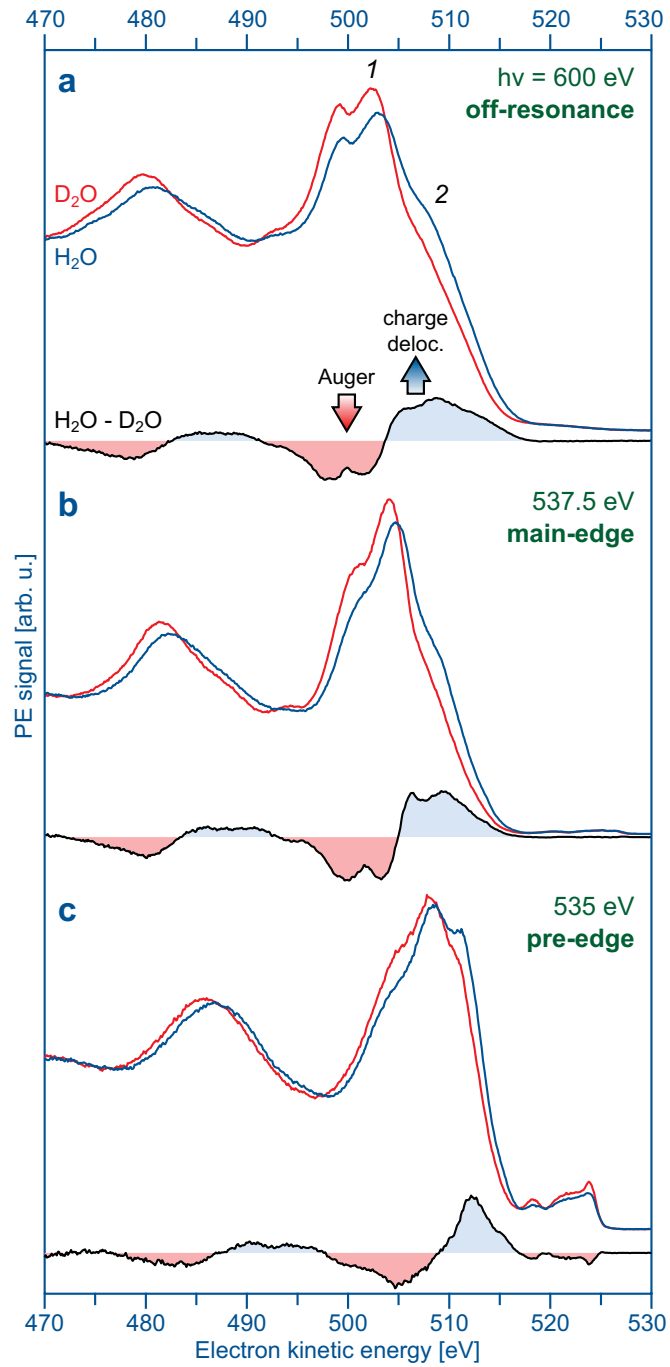 470 480 490 500 510 520 530
a
1
hν = 600 eV
off-resonance
D₂O
2
H₂O
charge
deloc.
Auger
H₂O - D₂O
b
537.5 eV
main-edge
PE signal [arb. u.]
c
535 eV
pre-edge
470 480 490 500 510 520 530
Electron kinetic energy [eV]